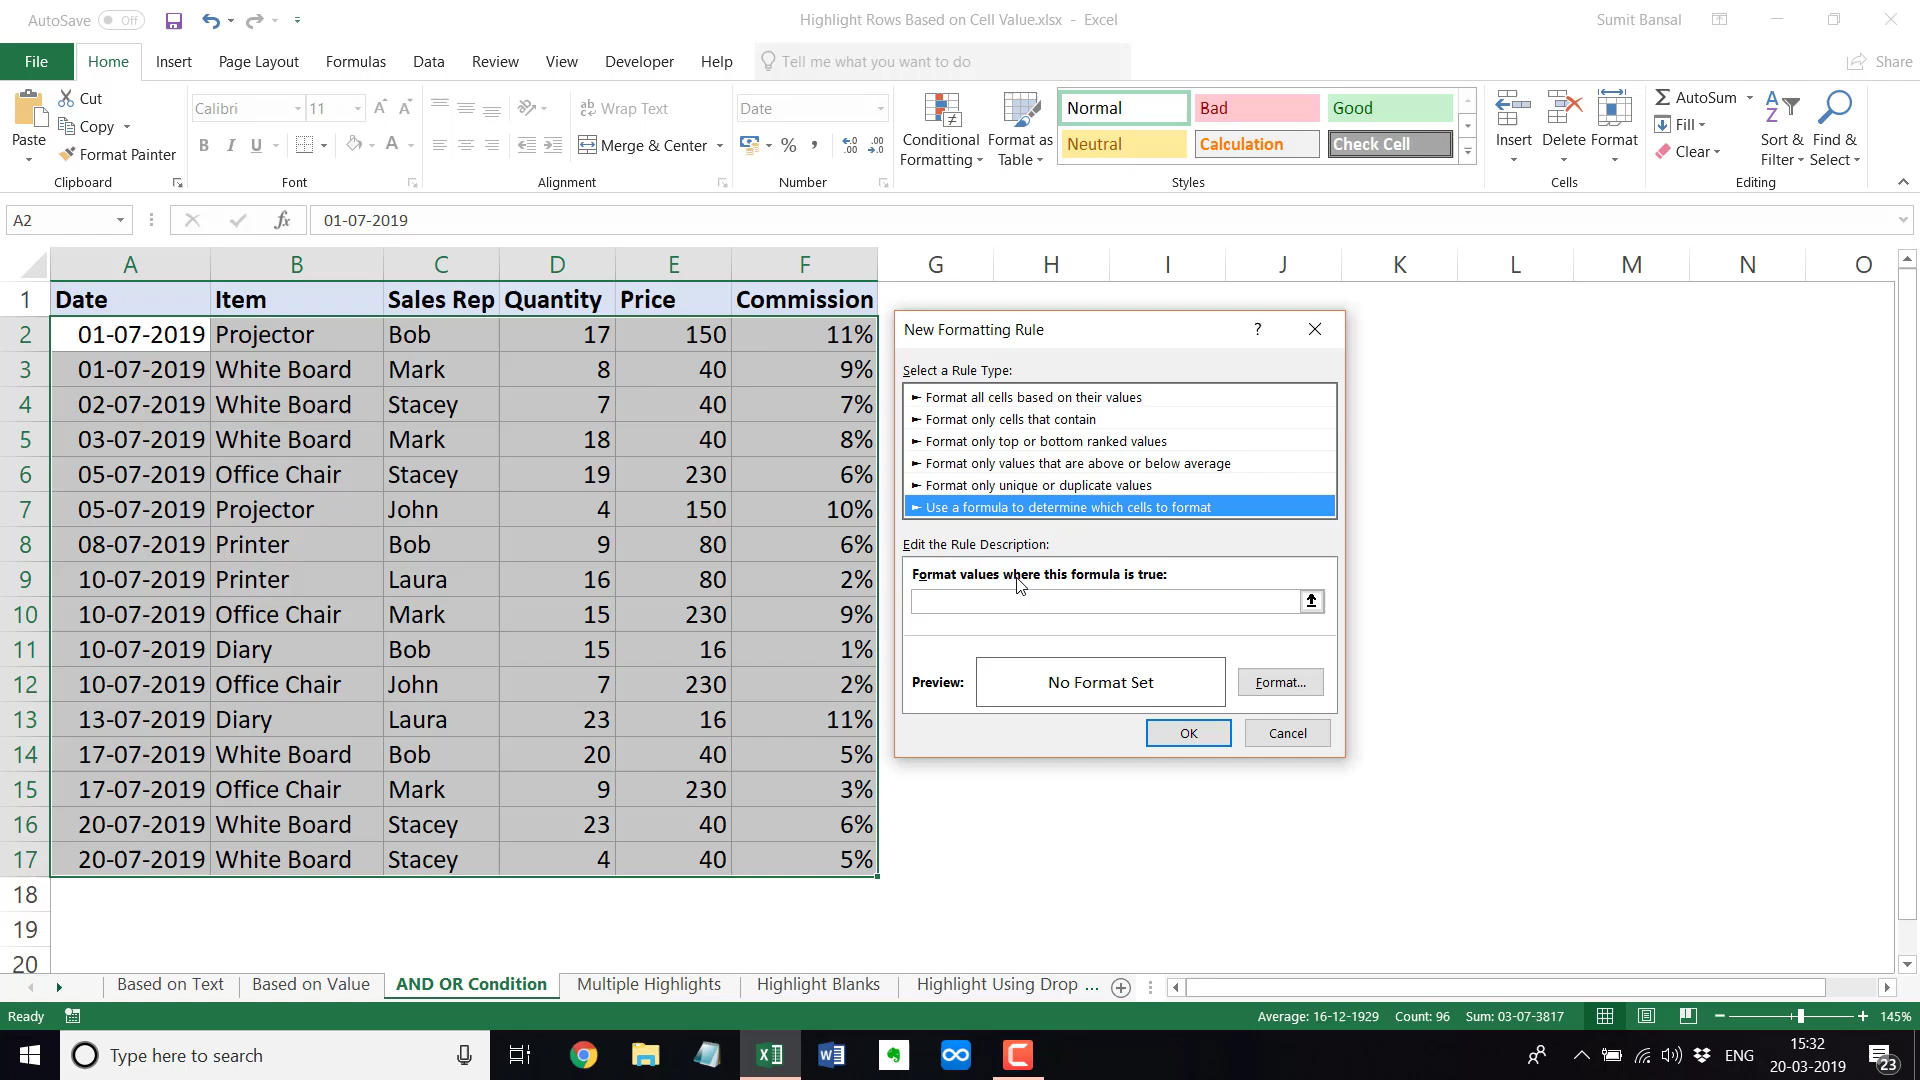 AutoSave Off
Highlight Rows Based on Cell Value.xlsx - Excel
Sumit Bansal
File Home Insert Page Layout Formulas Data Review View Developer Help Tell me what you want to do Share
Paste
Cut
Copy
Format Painter
Clipboard
Calibri 11
B I U A
Font
Wrap Text
Merge & Center
Alignment
Date
%
Number
Conditional Formatting
Format as Table
Normal Bad Good
Neutral Calculation Check Cell
Styles
Insert Delete Format
Cells
AutoSum
Fill
Clear
Sort & Filter
Find & Select
Editing
A2 fx 01-07-2019
A B C D E F G H I J K L M N O
1 Date Item Sales Rep Quantity Price Commission
2 01-07-2019 Projector Bob 17 150 11%
3 01-07-2019 White Board Mark 8 40 9%
4 02-07-2019 White Board Stacey 7 40 7%
5 03-07-2019 White Board Mark 18 40 8%
6 05-07-2019 Office Chair Stacey 19 230 6%
7 05-07-2019 Projector John 4 150 10%
8 08-07-2019 Printer Bob 9 80 6%
9 10-07-2019 Printer Laura 16 80 2%
10 10-07-2019 Office Chair Mark 15 230 9%
11 10-07-2019 Diary Bob 15 16 1%
12 10-07-2019 Office Chair John 7 230 2%
13 13-07-2019 Diary Laura 23 16 11%
14 17-07-2019 White Board Bob 20 40 5%
15 17-07-2019 Office Chair Mark 9 230 3%
16 20-07-2019 White Board Stacey 23 40 6%
17 20-07-2019 White Board Stacey 4 40 5%
18
19
20
New Formatting Rule ?
Select a Rule Type:
Format all cells based on their values
Format only cells that contain
Format only top or bottom ranked values
Format only values that are above or below average
Format only unique or duplicate values
Use a formula to determine which cells to format
Edit the Rule Description:
Format values where this formula is true:
Preview: No Format Set Format...
OK Cancel
Based on Text Based on Value AND OR Condition Multiple Highlights Highlight Blanks Highlight Using Drop ...
Ready Average: 16-12-1929 Count: 96 Sum: 03-07-3817 145%
Type here to search
ENG
15:32
20-03-2019
23